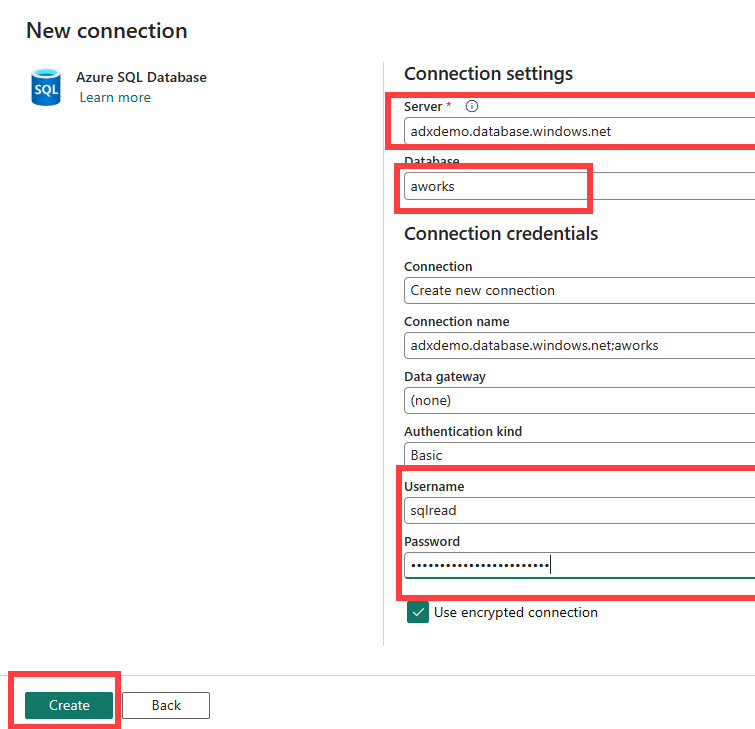 New connection
SQL
Azure SQL Database
Learn more
Connection settings
Server *
adxdemo.database.windows.net
Database
aworks
Connection credentials
Connection
Create new connection
Connection name
adxdemo.database.windows.net;aworks
Data gateway
(none)
Authentication kind
Basic
Username
sqlread
Password
••••••••••••••••••••••••
Use encrypted connection
Create
Back